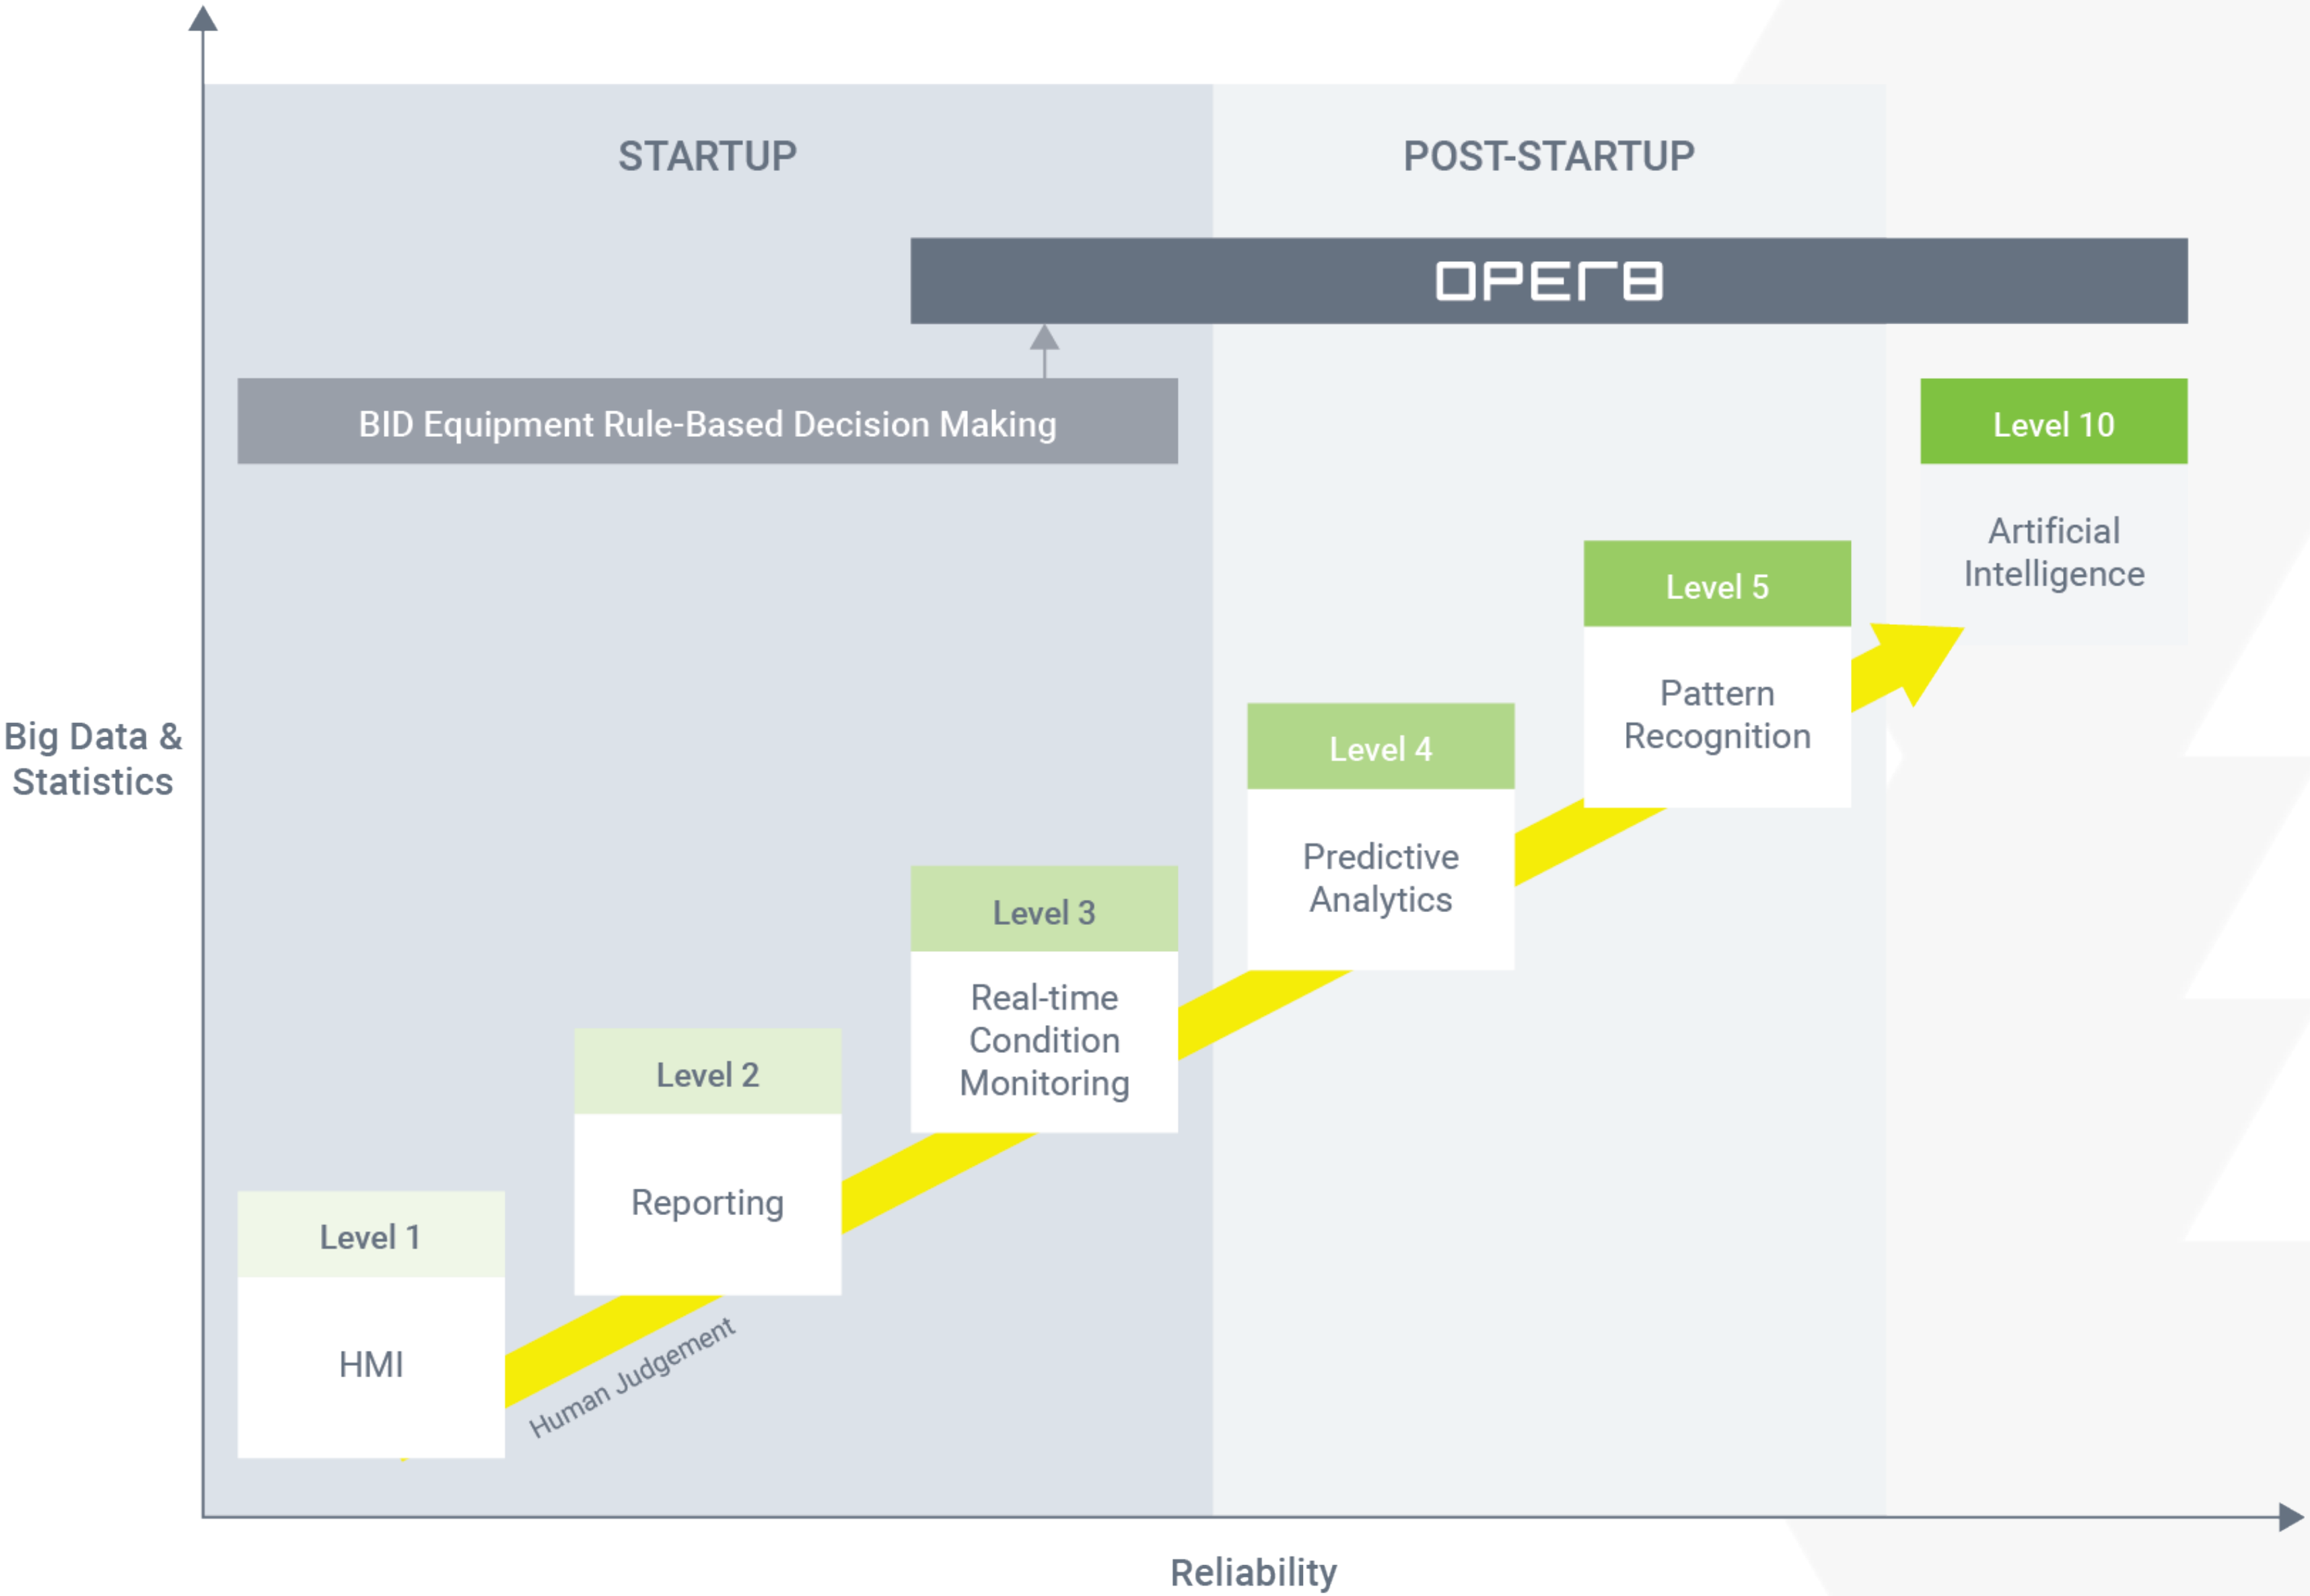 STARTUP
POST-STARTUP
OPER8
BID Equipment Rule-Based Decision Making
Level 10
Artificial
Intelligence
Level 5
Pattern
Recognition
Level 4
Predictive
Analytics
Level 3
Real-time
Condition
Monitoring
Level 2
Reporting
Level 1
HMI
Human Judgement
Big Data &
Statistics
Reliability